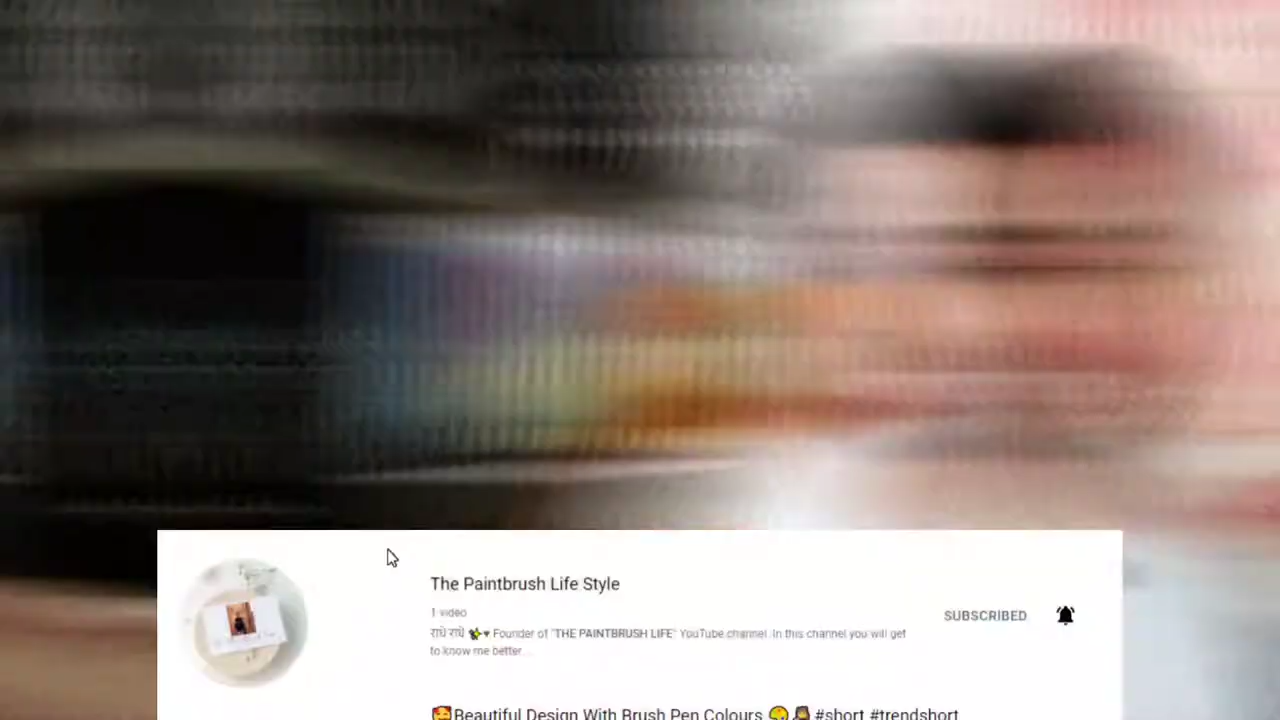 The Paintbrush Life Style
1 video
राधे राधे ✨♥ Founder of "THE PAINTBRUSH LIFE" YouTube channel. In this channel you will get
to know me better...
SUBSCRIBED
🥰Beautiful Design With Brush Pen Colours 🎨👩‍🎨 #short #trendshort